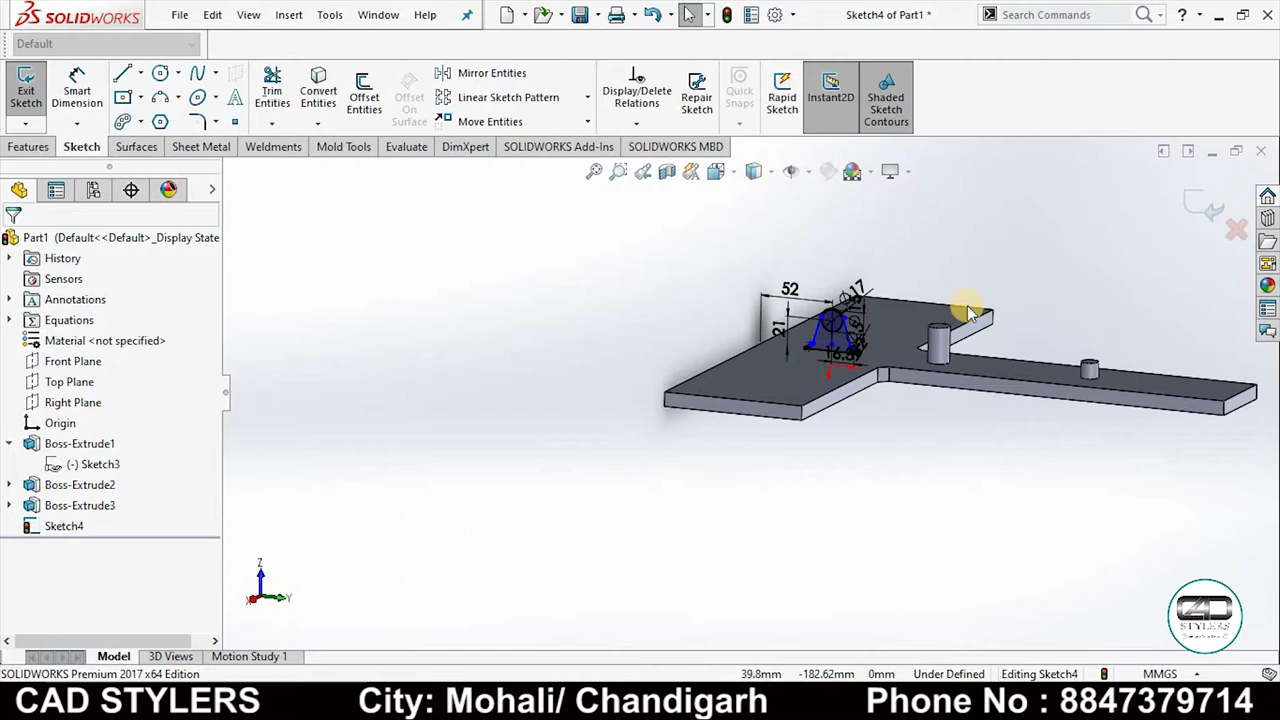 SOLIDWORKS File Edit View Insert Tools Window Help Sketch4 of Part1 * Search Commands ?
Default
Exit Sketch
Smart Dimension
Trim Entities
Convert Entities
Offset Entities
Offset On Surface
Mirror Entities
Linear Sketch Pattern
Move Entities
Display/Delete Relations
Repair Sketch
Quick Snaps
Rapid Sketch
Instant2D
Shaded Sketch Contours
Features Sketch Surfaces Sheet Metal Weldments Mold Tools Evaluate DimXpert SOLIDWORKS Add-Ins SOLIDWORKS MBD
Part1 (Default<<Default>_Display State
History
Sensors
Annotations
Equations
Material <not specified>
Front Plane
Top Plane
Right Plane
Origin
Boss-Extrude1
(-) Sketch3
Boss-Extrude2
Boss-Extrude3
Sketch4
52
21
Z
X
Y
STYLERS
Model 3D Views Motion Study 1
SOLIDWORKS Premium 2017 x64 Edition 39.8mm -182.62mm 0mm Under Defined Editing Sketch4 MMGS
CAD STYLERS City: Mohali/ Chandigarh Phone No : 8847379714